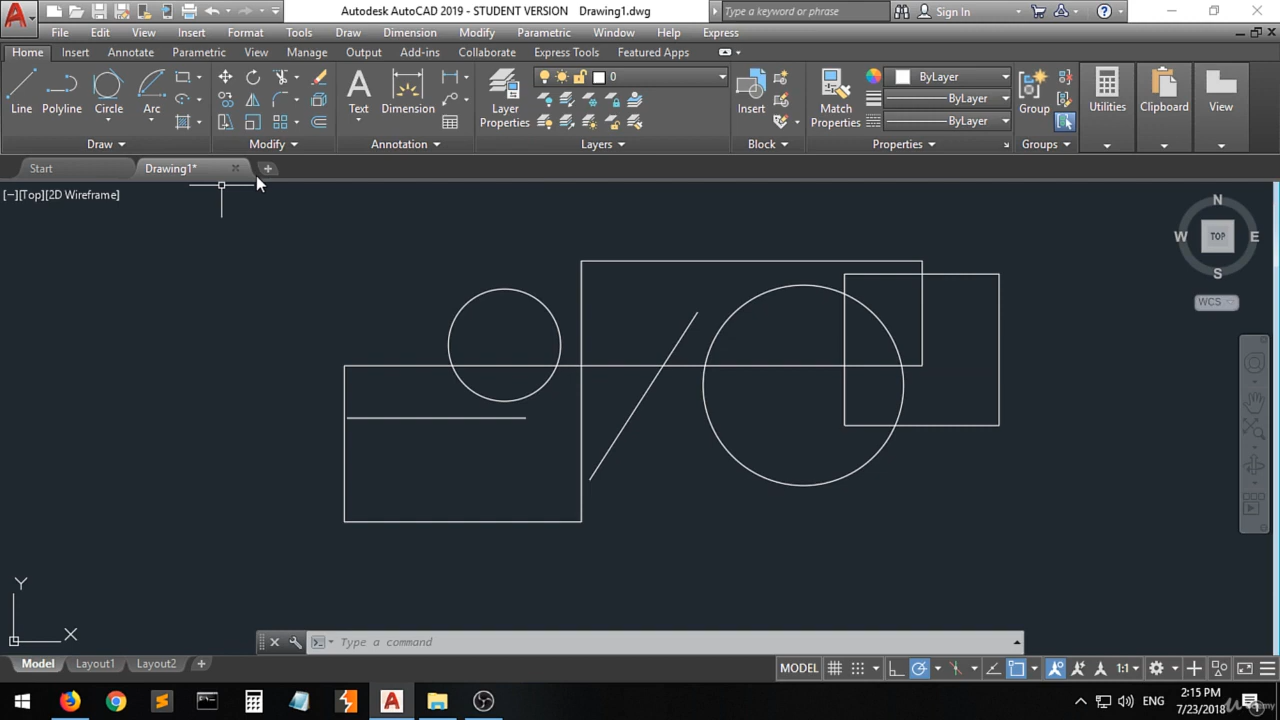 Autodesk AutoCAD 2019 - STUDENT VERSION Drawing1.dwg
Type a keyword or phrase
Sign In
File Edit View Insert Format Tools Draw Dimension Modify Parametric Window Help Express
Home Insert Annotate Parametric View Manage Output Add-ins Collaborate Express Tools Featured Apps
0
ByLayer
ByLayer
ByLayer
Line Polyline Circle Arc Text Dimension Layer Properties Insert Match Properties Group Utilities Clipboard View
Draw Modify Annotation Layers Block Properties Groups
Start Drawing1*
[−][Top][2D Wireframe]
N
W TOP E
S
WCS
Y
X
Type a command
Model Layout1 Layout2
MODEL 1:1
ENG
2:15 PM
7/23/2018